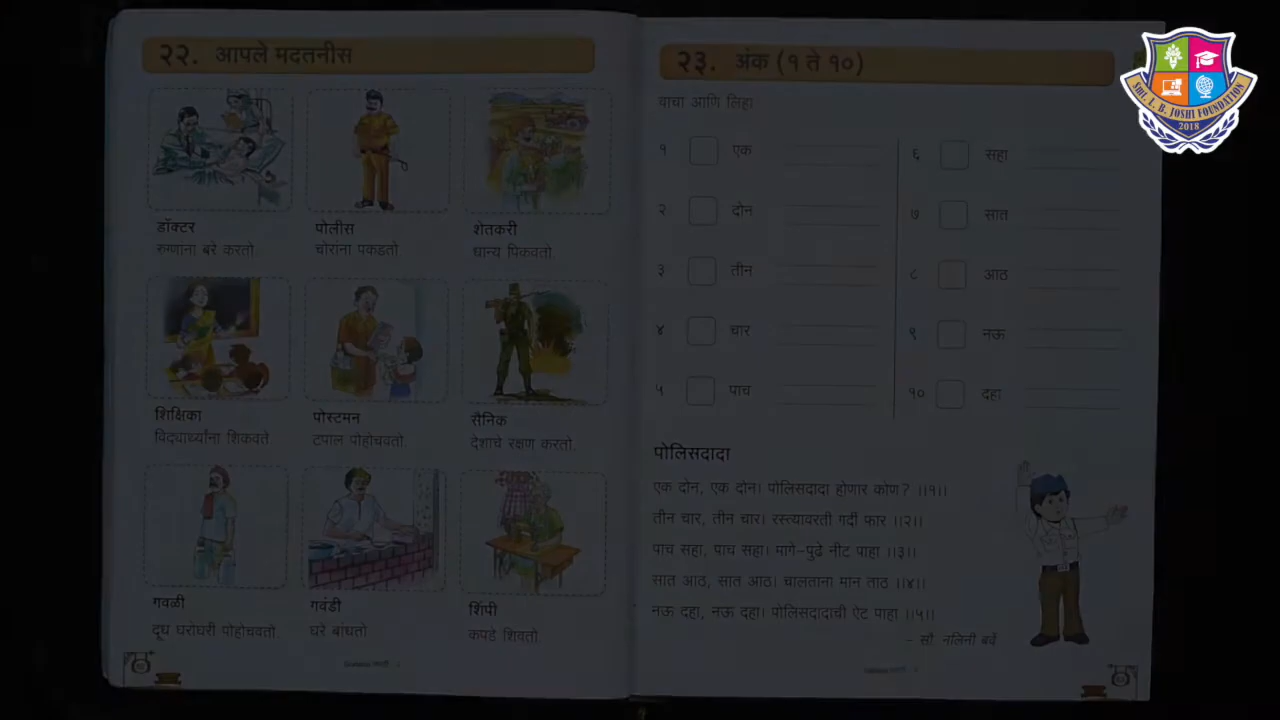 २२. आपले मदतनीस
डॉक्टर
रुग्णांना बरे करतो.
पोलीस
चोरांना पकडतो.
शेतकरी
धान्य पिकवतो.
शिक्षिका
विद्यार्थ्यांना शिकवते.
पोस्टमन
टपाल पोहोचवतो.
सैनिक
देशाचे रक्षण करतो.
गवळी
दूध घरोघरी पोहोचवतो.
गवंडी
घरे बांधतो.
शिंपी
कपडे शिवतो.
२३. अंक (१ ते १०)
वाचा आणि लिहा
१ एक
२ दोन
३ तीन
४ चार
५ पाच
६ सहा
७ सात
८ आठ
९ नऊ
१० दहा
पोलिसदादा
एक दोन, एक दोन। पोलिसदादा होणार कोण? ।।१।।
तीन चार, तीन चार। रस्त्यावरती गर्दी फार ।।२।।
पाच सहा, पाच सहा। मागे-पुढे नीट पाहा ।।३।।
सात आठ, सात आठ। चालताना मान ताठ ।।४।।
नऊ दहा, नऊ दहा। पोलिसदादाची ऐट पाहा ।।५।।
- सौ. नलिनी बर्वे
SMT. L. B. JOSHI FOUNDATION
2018